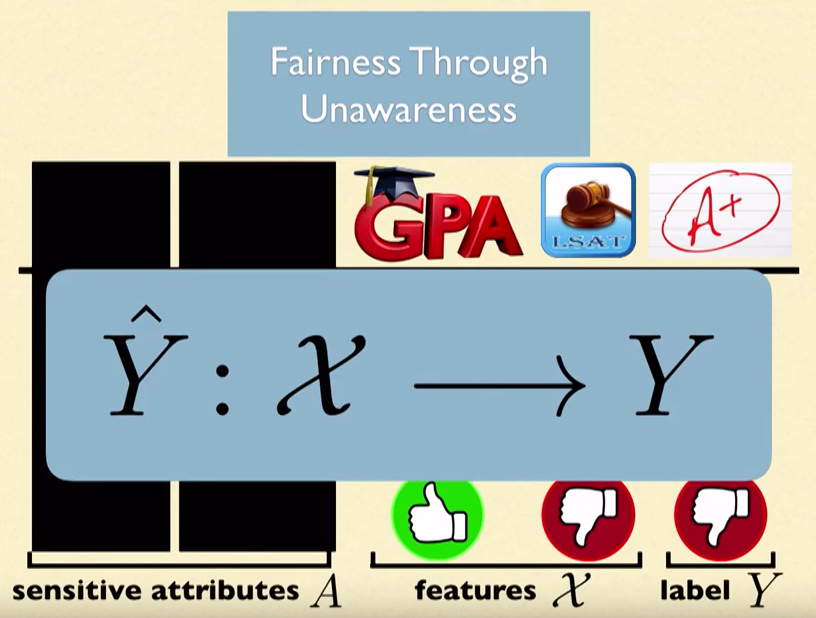 Fairness Through
Unawareness
GPA
LSAT
A+
Ŷ : 𝒳 ⟶ Y
sensitive attributes A
features 𝒳
label Y